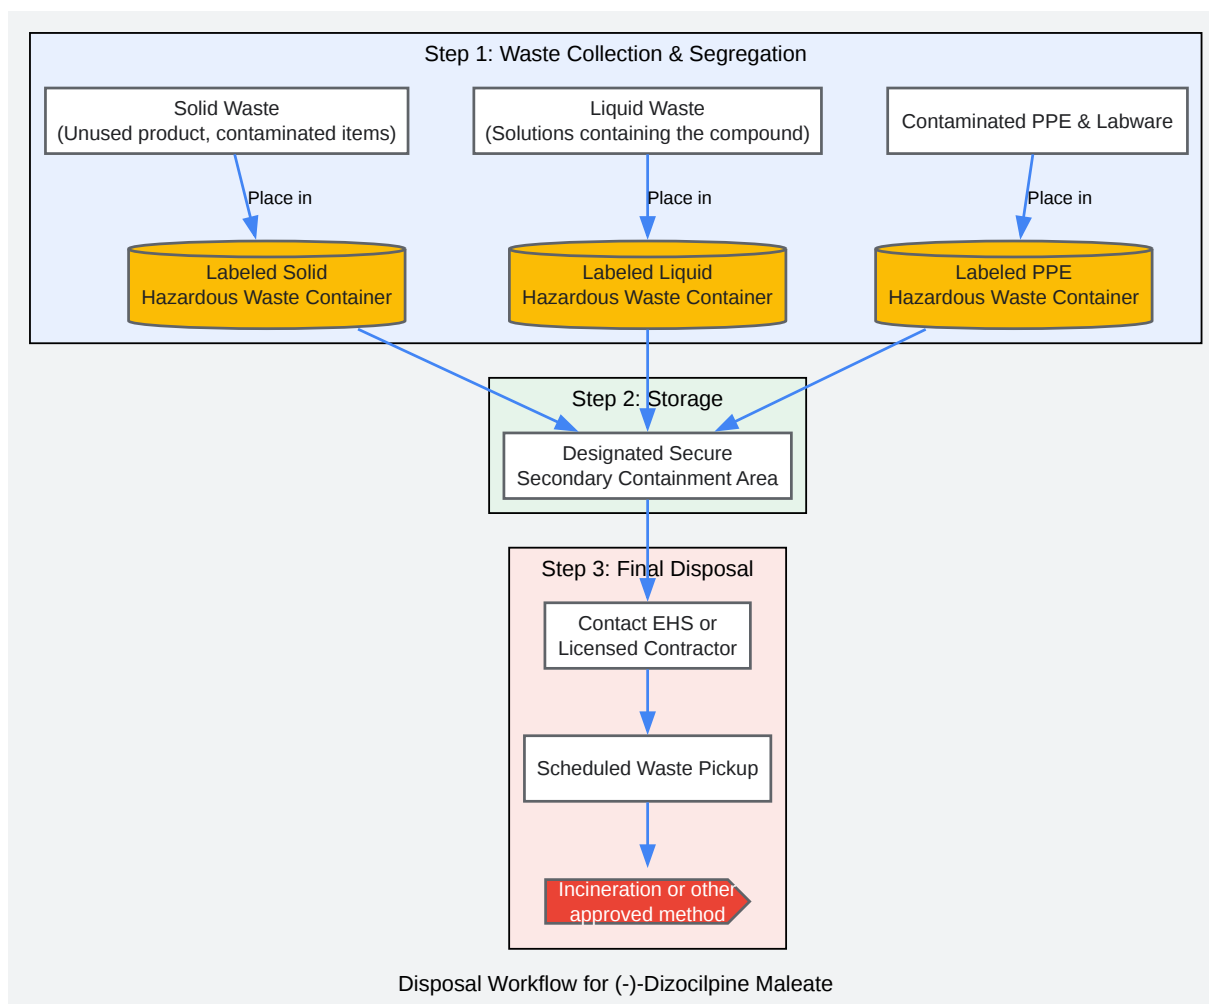 Step 1: Waste Collection & Segregation
Solid Waste
(Unused product, contaminated items)
Liquid Waste
(Solutions containing the compound)
Contaminated PPE & Labware
Place in
Place in
Place in
Labeled Solid
Hazardous Waste Container
Labeled Liquid
Hazardous Waste Container
Labeled PPE
Hazardous Waste Container
Step 2: Storage
Designated Secure
Secondary Containment Area
Step 3: Final Disposal
Contact EHS or
Licensed Contractor
Scheduled Waste Pickup
Incineration or other
approved method
Disposal Workflow for (-)-Dizocilpine Maleate